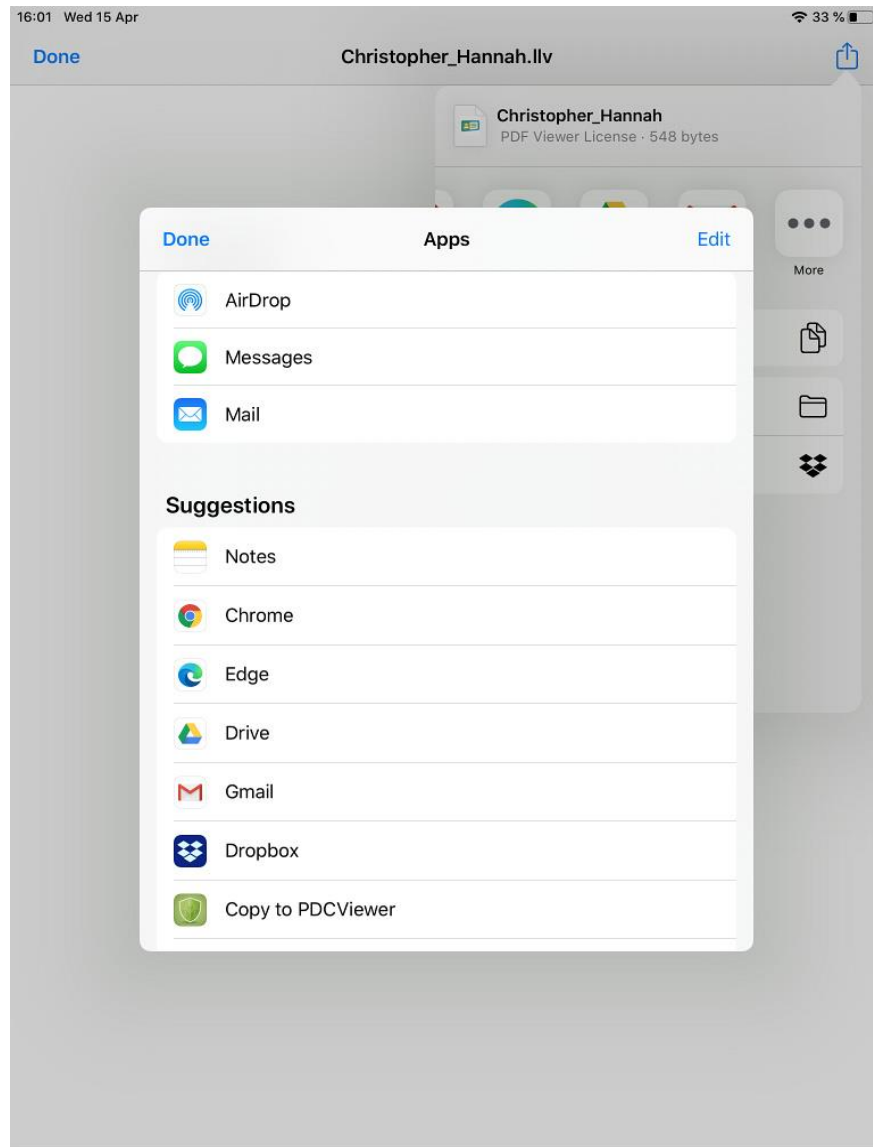 16:01 Wed 15 Apr
33 %
Done
Christopher_Hannah.llv
Christopher_Hannah
PDF Viewer License · 548 bytes
More
Done
Apps
Edit
AirDrop
Messages
Mail
Suggestions
Notes
Chrome
Edge
Drive
Gmail
Dropbox
Copy to PDCViewer